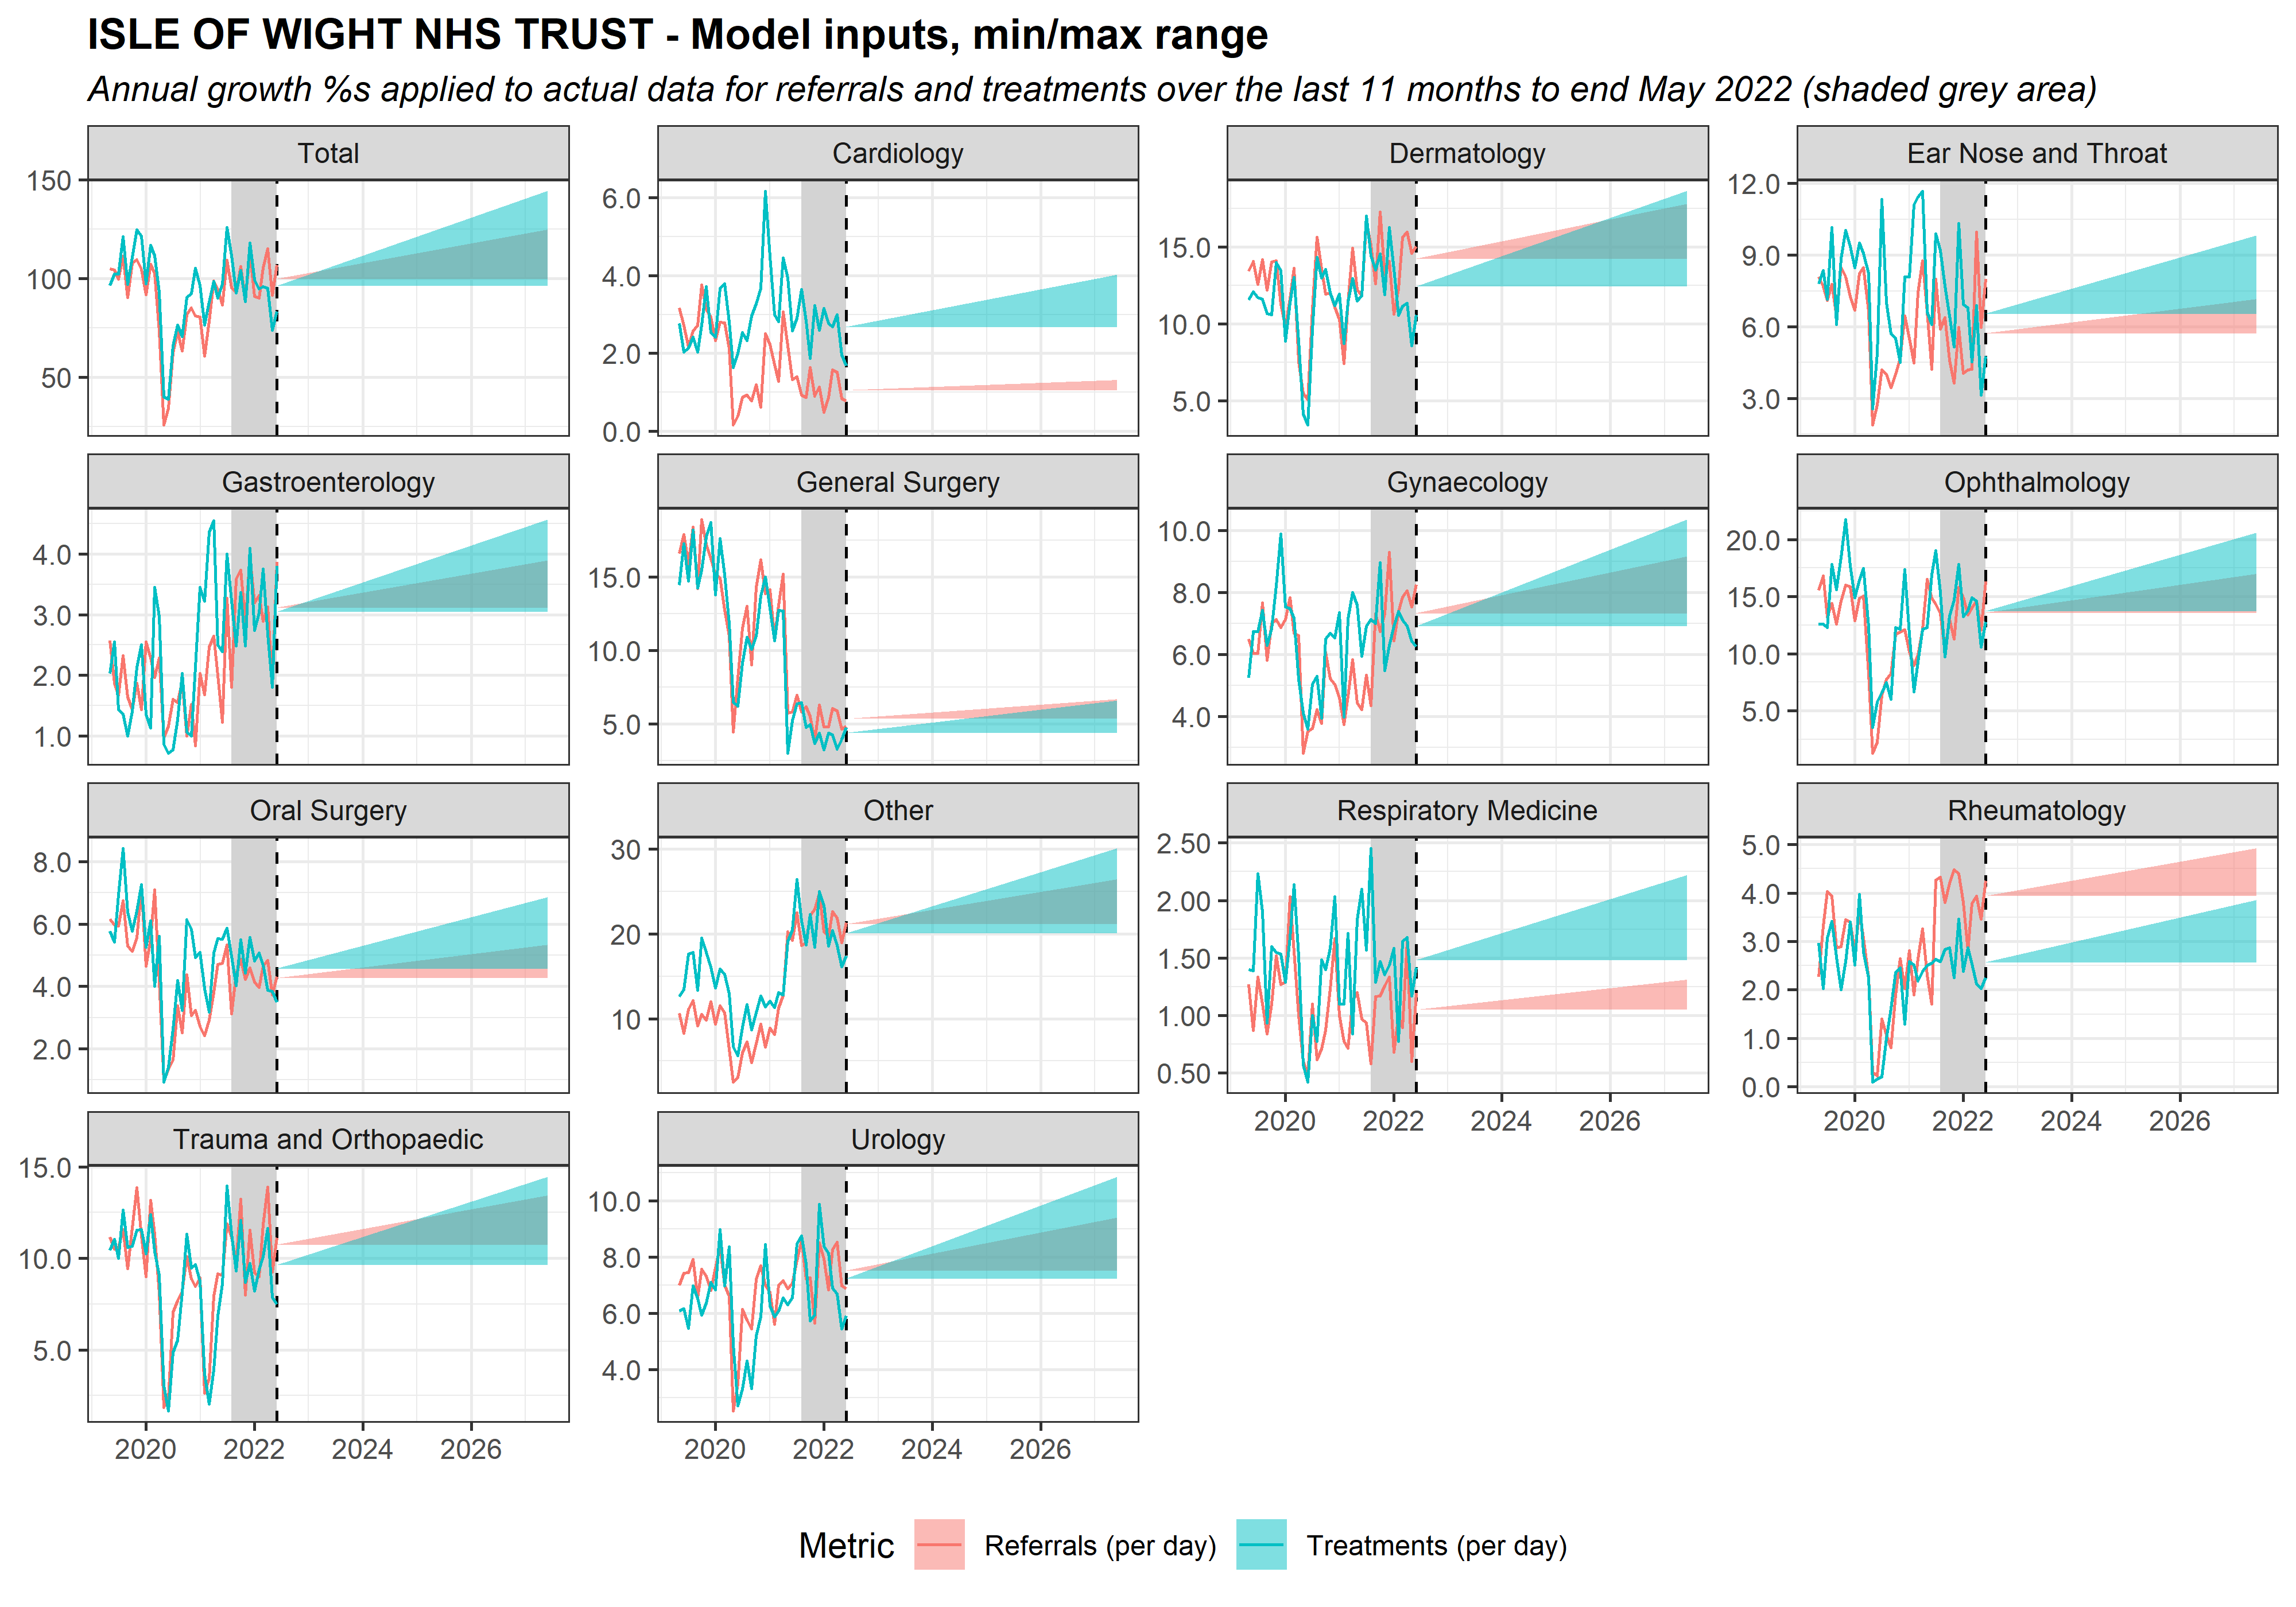 ISLE OF WIGHT NHS TRUST - Model inputs, min/max range
Annual growth %s applied to actual data for referrals and treatments over the last 11 months to end May 2022 (shaded grey area)
Total
150
100
50
Cardiology
6.0
4.0
2.0
0.0
Dermatology
15.0
10.0
5.0
Ear Nose and Throat
12.0
9.0
6.0
3.0
Gastroenterology
4.0
3.0
2.0
1.0
General Surgery
15.0
10.0
5.0
Gynaecology
10.0
8.0
6.0
4.0
Ophthalmology
20.0
15.0
10.0
5.0
Oral Surgery
8.0
6.0
4.0
2.0
Other
30
20
10
Respiratory Medicine
2.50
2.00
1.50
1.00
0.50
2020 2022 2024 2026
Rheumatology
5.0
4.0
3.0
2.0
1.0
0.0
2020 2022 2024 2026
Trauma and Orthopaedic
15.0
10.0
5.0
2020 2022 2024 2026
Urology
10.0
8.0
6.0
4.0
2020 2022 2024 2026
Metric Referrals (per day) Treatments (per day)